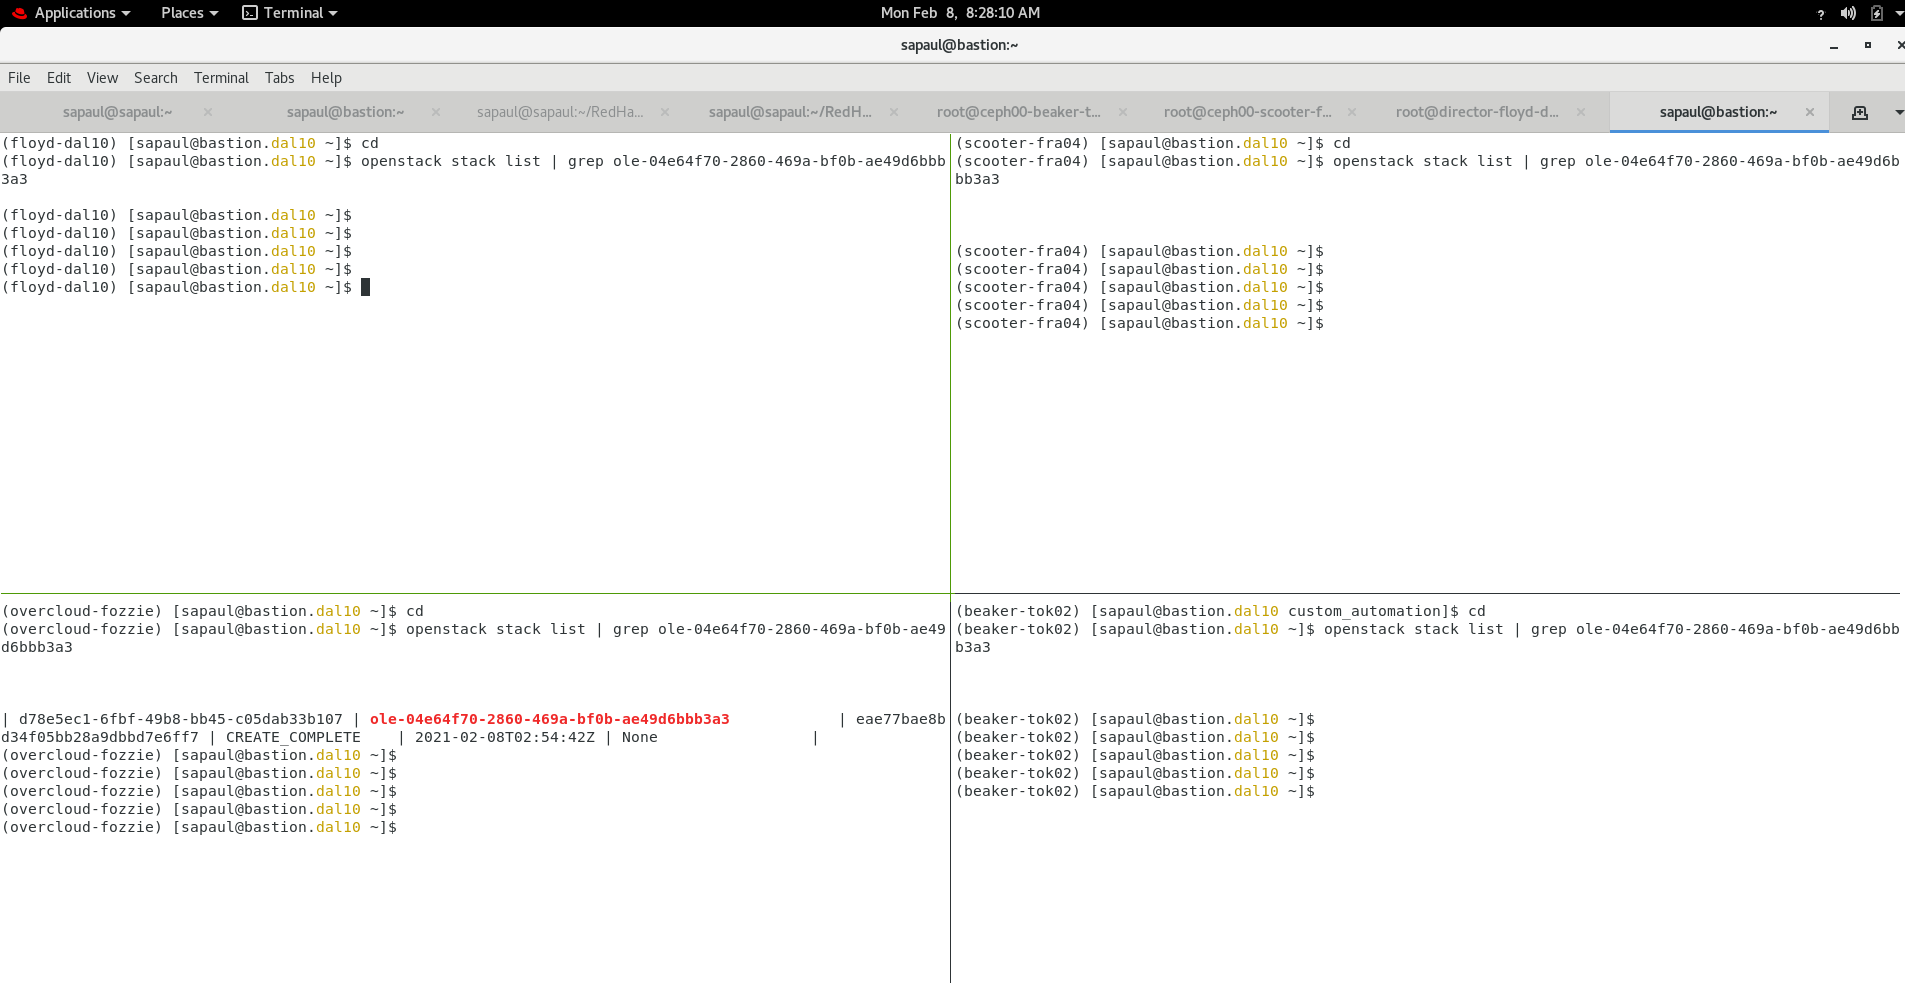 Applications Places Terminal Mon Feb 8, 8:28:10 AM ?
sapaul@bastion:~
File Edit View Search Terminal Tabs Help
sapaul@sapaul:~ sapaul@bastion:~ sapaul@sapaul:~/RedHa... sapaul@sapaul:~/RedH... root@ceph00-beaker-t... root@ceph00-scooter-f... root@director-floyd-d... sapaul@bastion:~
(floyd-dal10) [sapaul@bastion.dal10 ~]$ cd
(floyd-dal10) [sapaul@bastion.dal10 ~]$ openstack stack list | grep ole-04e64f70-2860-469a-bf0b-ae49d6bbb
3a3
(floyd-dal10) [sapaul@bastion.dal10 ~]$
(floyd-dal10) [sapaul@bastion.dal10 ~]$
(floyd-dal10) [sapaul@bastion.dal10 ~]$
(floyd-dal10) [sapaul@bastion.dal10 ~]$
(floyd-dal10) [sapaul@bastion.dal10 ~]$
(scooter-fra04) [sapaul@bastion.dal10 ~]$ cd
(scooter-fra04) [sapaul@bastion.dal10 ~]$ openstack stack list | grep ole-04e64f70-2860-469a-bf0b-ae49d6b
bb3a3
(scooter-fra04) [sapaul@bastion.dal10 ~]$
(scooter-fra04) [sapaul@bastion.dal10 ~]$
(scooter-fra04) [sapaul@bastion.dal10 ~]$
(scooter-fra04) [sapaul@bastion.dal10 ~]$
(scooter-fra04) [sapaul@bastion.dal10 ~]$
(overcloud-fozzie) [sapaul@bastion.dal10 ~]$ cd
(overcloud-fozzie) [sapaul@bastion.dal10 ~]$ openstack stack list | grep ole-04e64f70-2860-469a-bf0b-ae49
d6bbb3a3
| d78e5ec1-6fbf-49b8-bb45-c05dab33b107 | ole-04e64f70-2860-469a-bf0b-ae49d6bbb3a3 | eae77bae8b
d34f05bb28a9dbbd7e6ff7 | CREATE_COMPLETE | 2021-02-08T02:54:42Z | None |
(overcloud-fozzie) [sapaul@bastion.dal10 ~]$
(overcloud-fozzie) [sapaul@bastion.dal10 ~]$
(overcloud-fozzie) [sapaul@bastion.dal10 ~]$
(overcloud-fozzie) [sapaul@bastion.dal10 ~]$
(overcloud-fozzie) [sapaul@bastion.dal10 ~]$
(beaker-tok02) [sapaul@bastion.dal10 custom_automation]$ cd
(beaker-tok02) [sapaul@bastion.dal10 ~]$ openstack stack list | grep ole-04e64f70-2860-469a-bf0b-ae49d6bb
b3a3
(beaker-tok02) [sapaul@bastion.dal10 ~]$
(beaker-tok02) [sapaul@bastion.dal10 ~]$
(beaker-tok02) [sapaul@bastion.dal10 ~]$
(beaker-tok02) [sapaul@bastion.dal10 ~]$
(beaker-tok02) [sapaul@bastion.dal10 ~]$